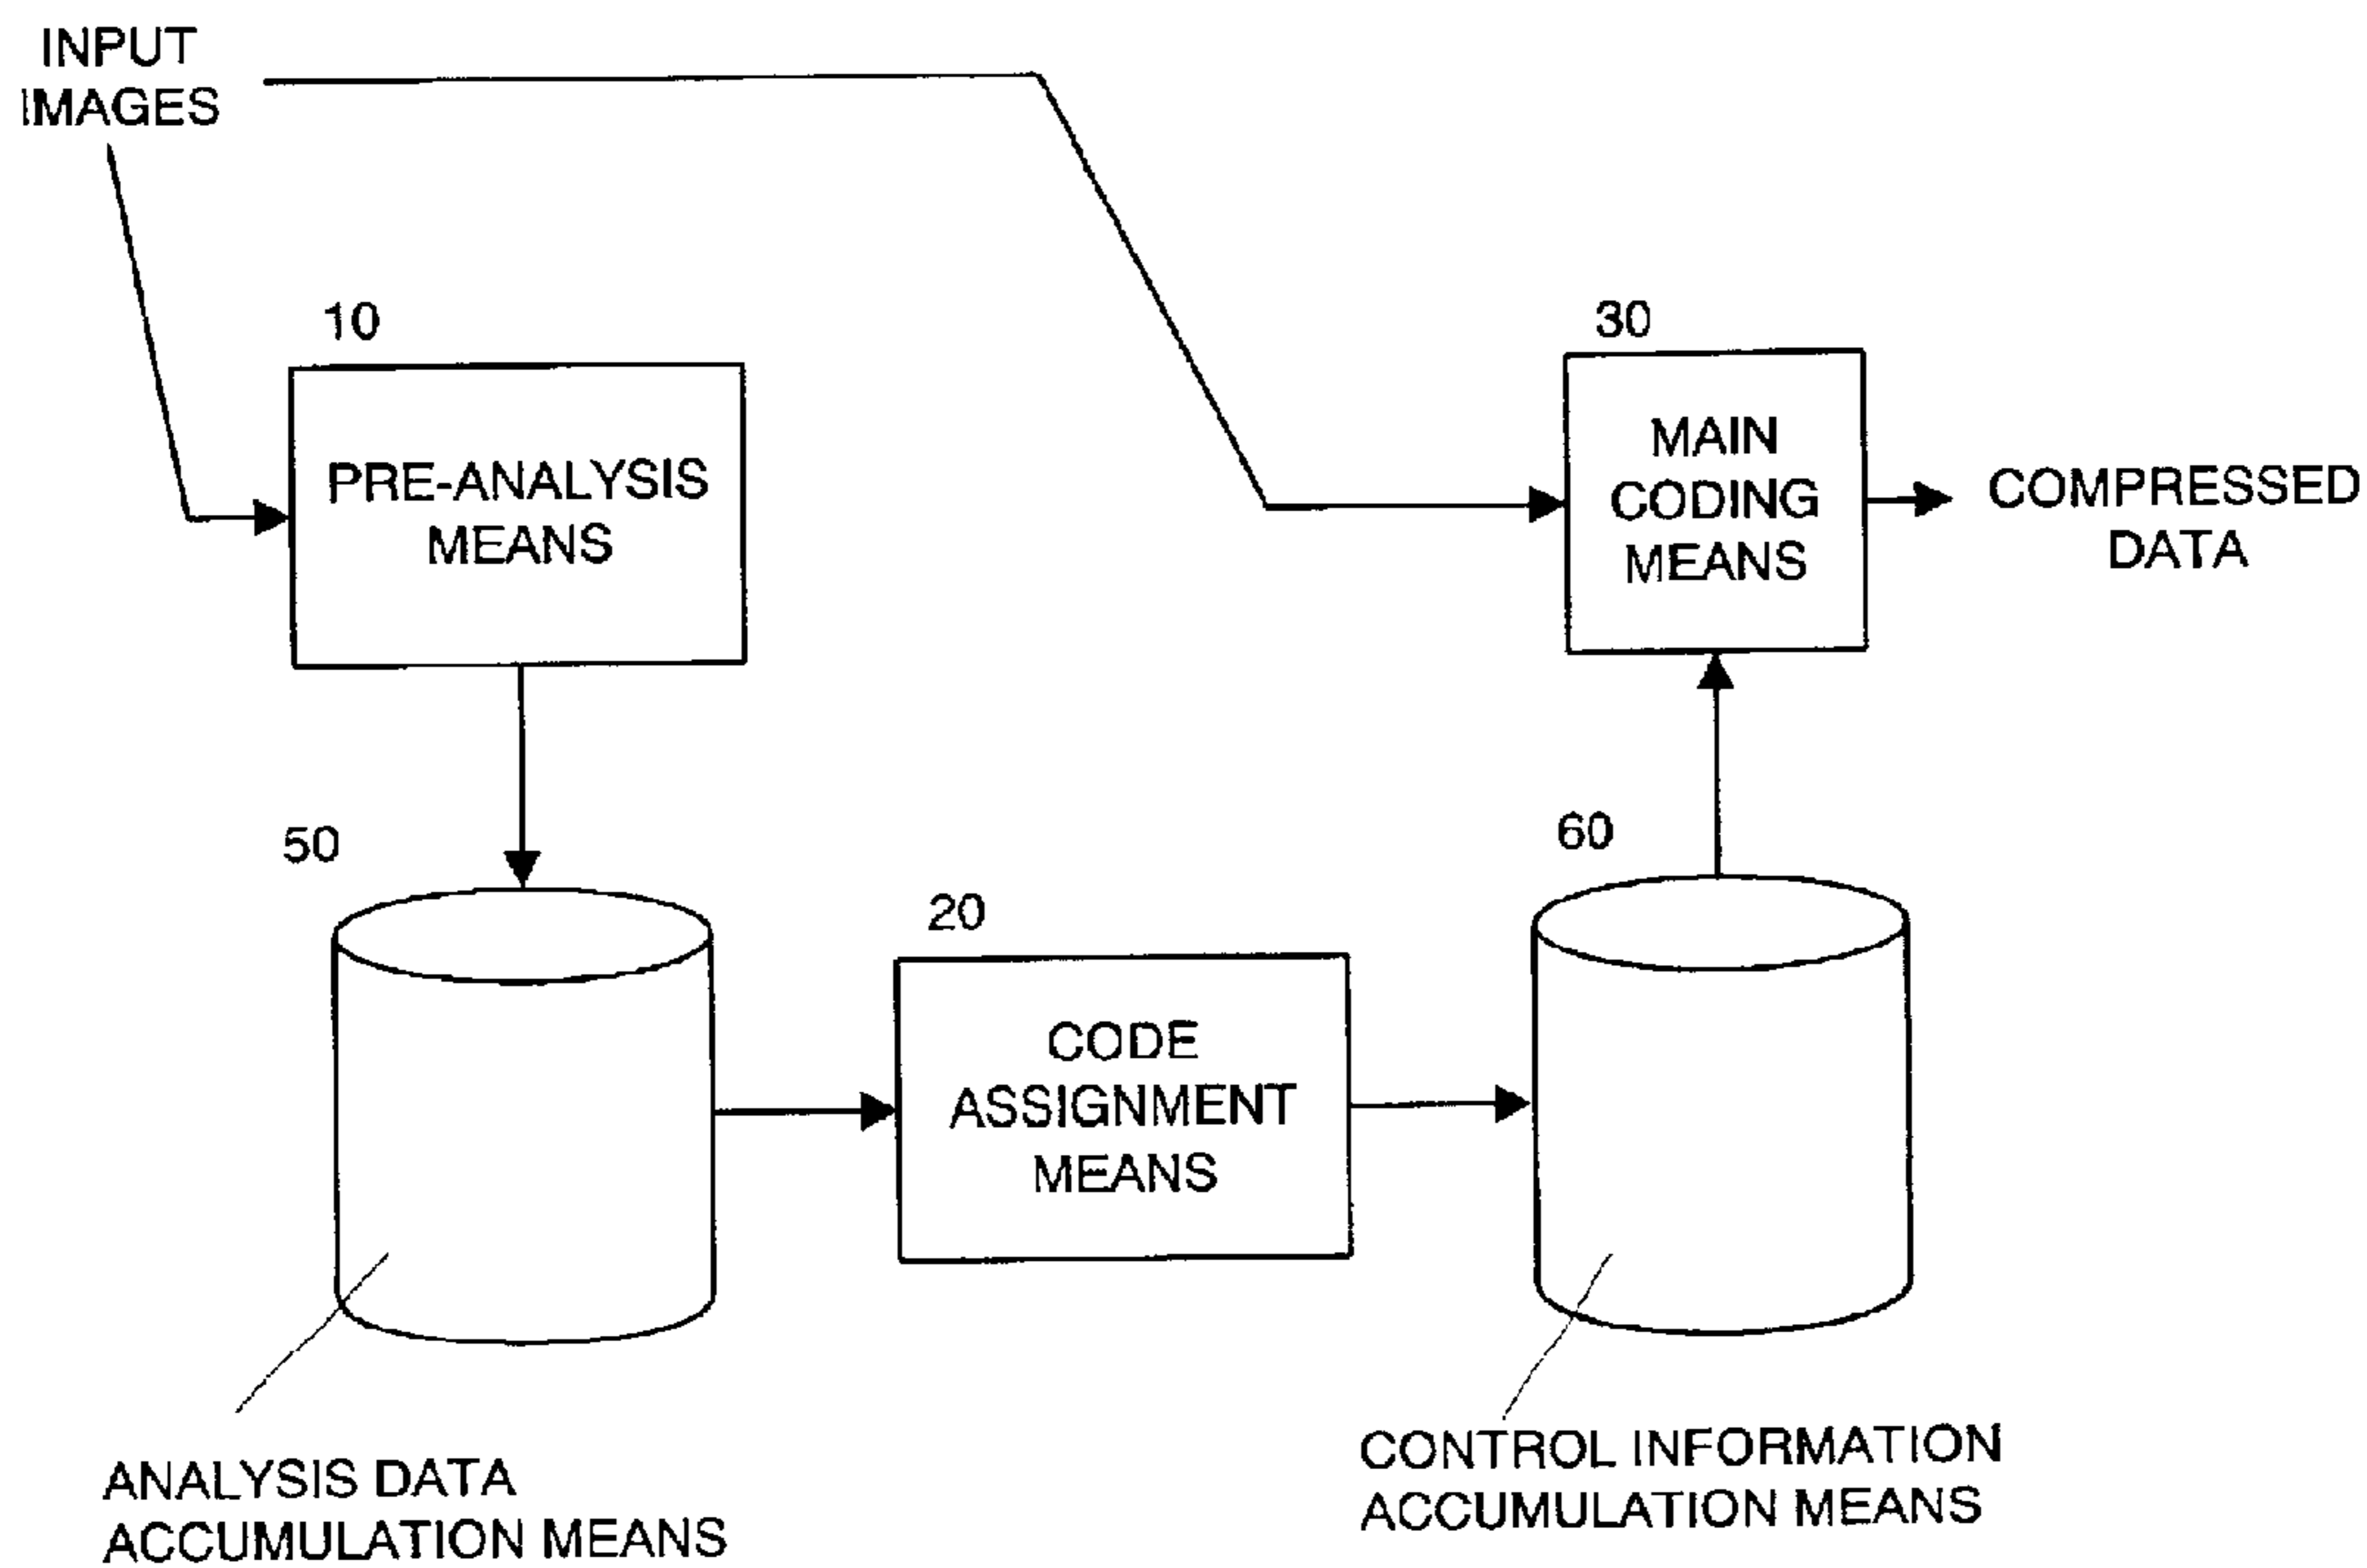 INPUT
IMAGES
10
PRE-ANALYSIS
MEANS
30
MAIN
CODING
MEANS
COMPRESSED
DATA
50
20
CODE
ASSIGNMENT
MEANS
60
ANALYSIS DATA
ACCUMULATION MEANS
CONTROL INFORMATION
ACCUMULATION MEANS